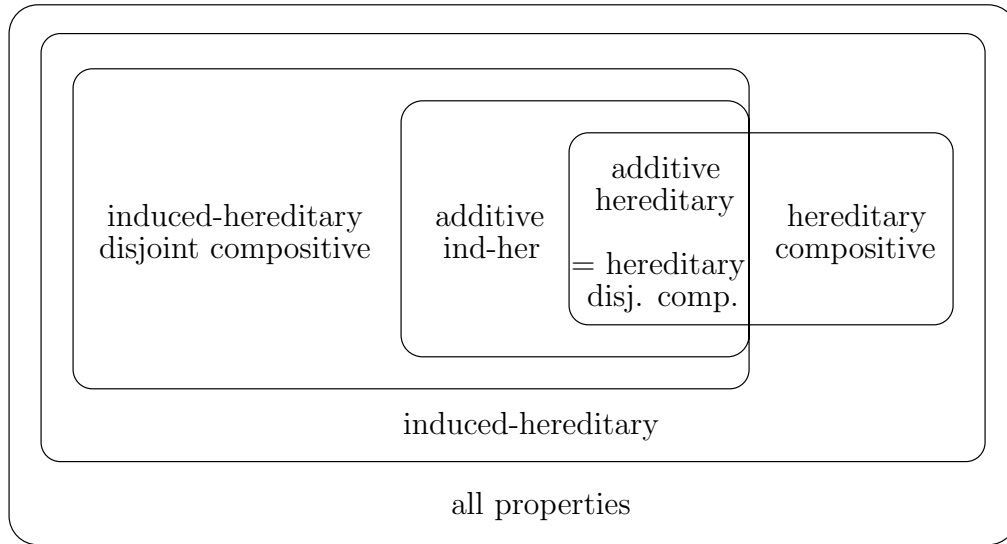 induced-hereditary
disjoint compositive
additive
ind-her
additive
hereditary
= hereditary
disj. comp.
hereditary
compositive
induced-hereditary
all properties